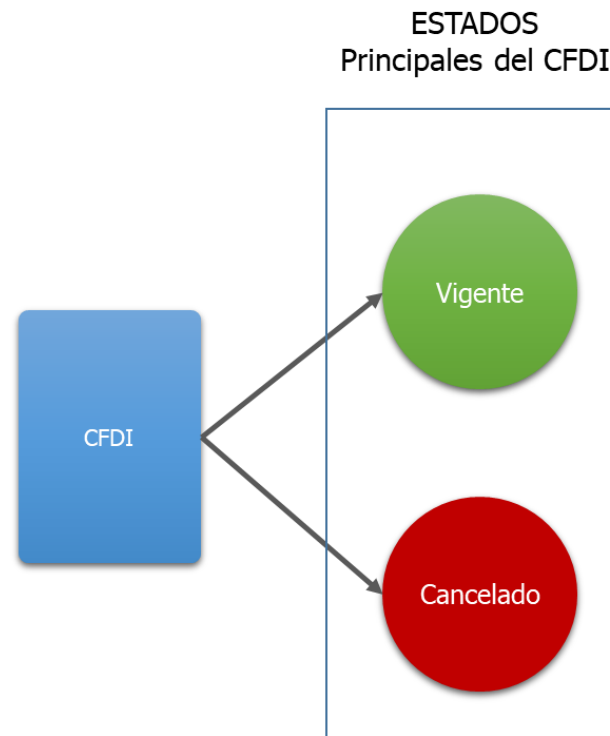 ESTADOS
Principales del CFDI
Vigente
CFDI
Cancelado